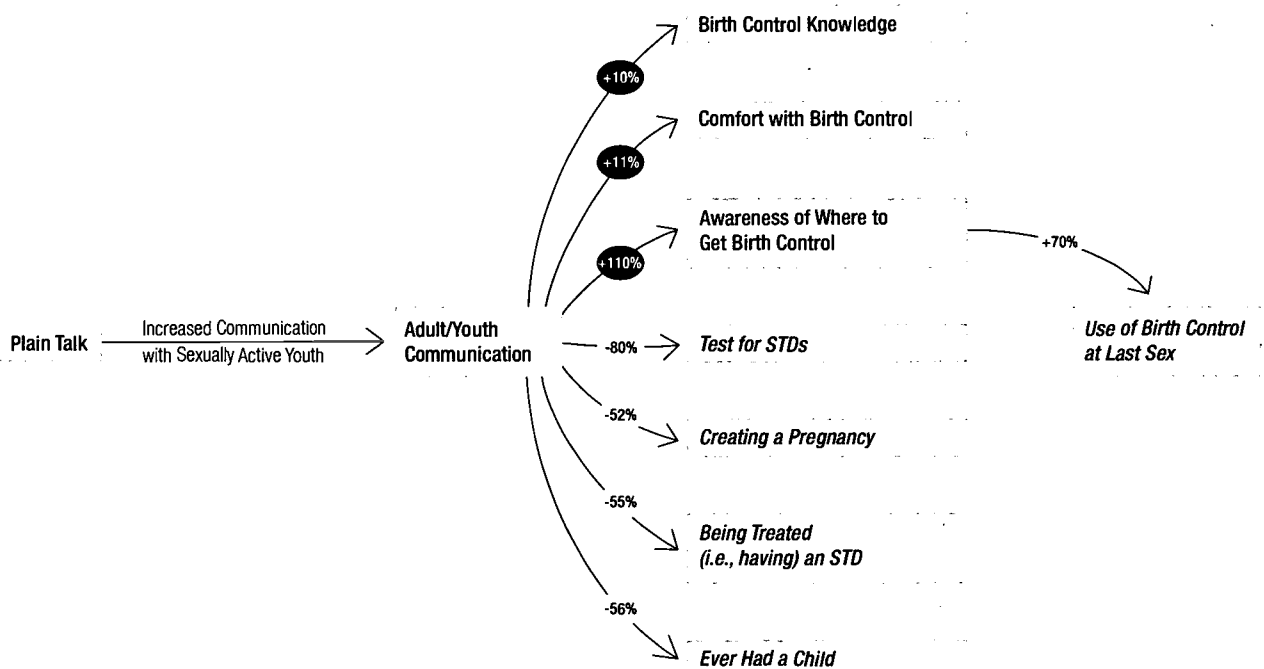 Birth Control Knowledge
+10%
Comfort with Birth Control
+11%
Awareness of Where to
Get Birth Control
+110%
+70%
Plain Talk
Increased Communication
with Sexually Active Youth
Adult/Youth
Communication
-80%
Test for STDs
Use of Birth Control
at Last Sex
-52%
Creating a Pregnancy
-55%
Being Treated
(i.e., having) an STD
-56%
Ever Had a Child